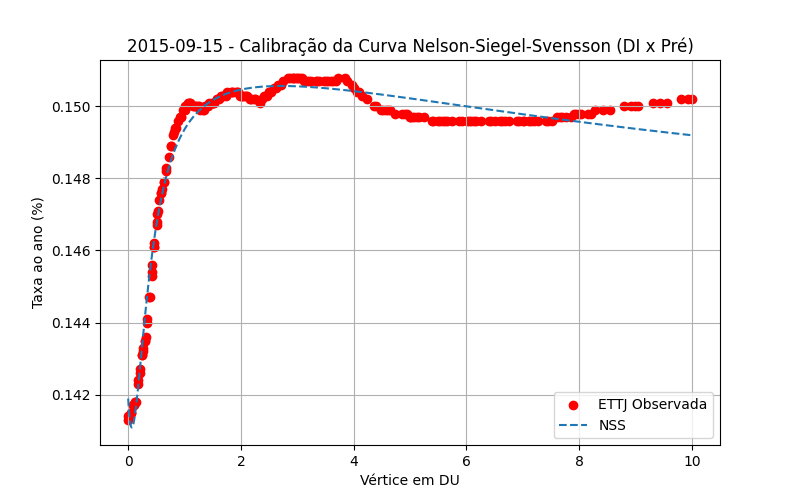 2015-09-15 - Calibração da Curva Nelson-Siegel-Svensson (DI x Pré)
0.150
0.148
0.146
0.144
0.142
Taxa ao ano (%)
ETTJ Observada
NSS
0 2 4 6 8 10
Vértice em DU